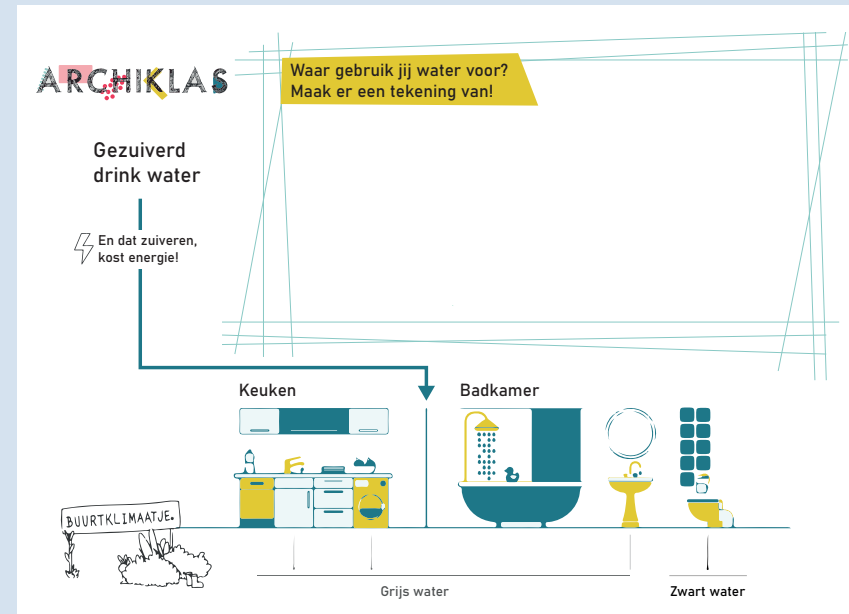 ARCHIKLAS
Waar gebruik jij water voor?
Maak er een tekening van!
Gezuiverd
drink water
En dat zuiveren,
kost energie!
Keuken
Badkamer
BUURTKLIMAATJE.
Grijs water
Zwart water